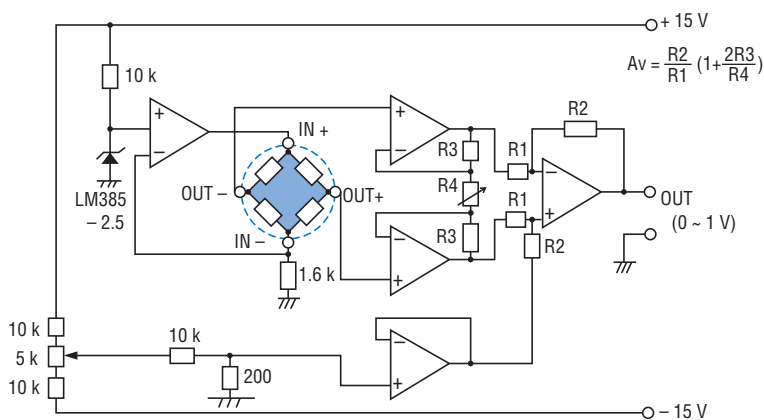 + 15 V
Av = R2/R1 (1+ 2R3/R4)
10 k
R2
IN +
R3
R1
LM385
– 2.5
OUT –
OUT+
R4
R1
OUT
(0 ~ 1 V)
IN –
R3
R2
1.6 k
10 k
10 k
5 k
200
10 k
– 15 V
+
–
+
–
–
+
–
+
–
+